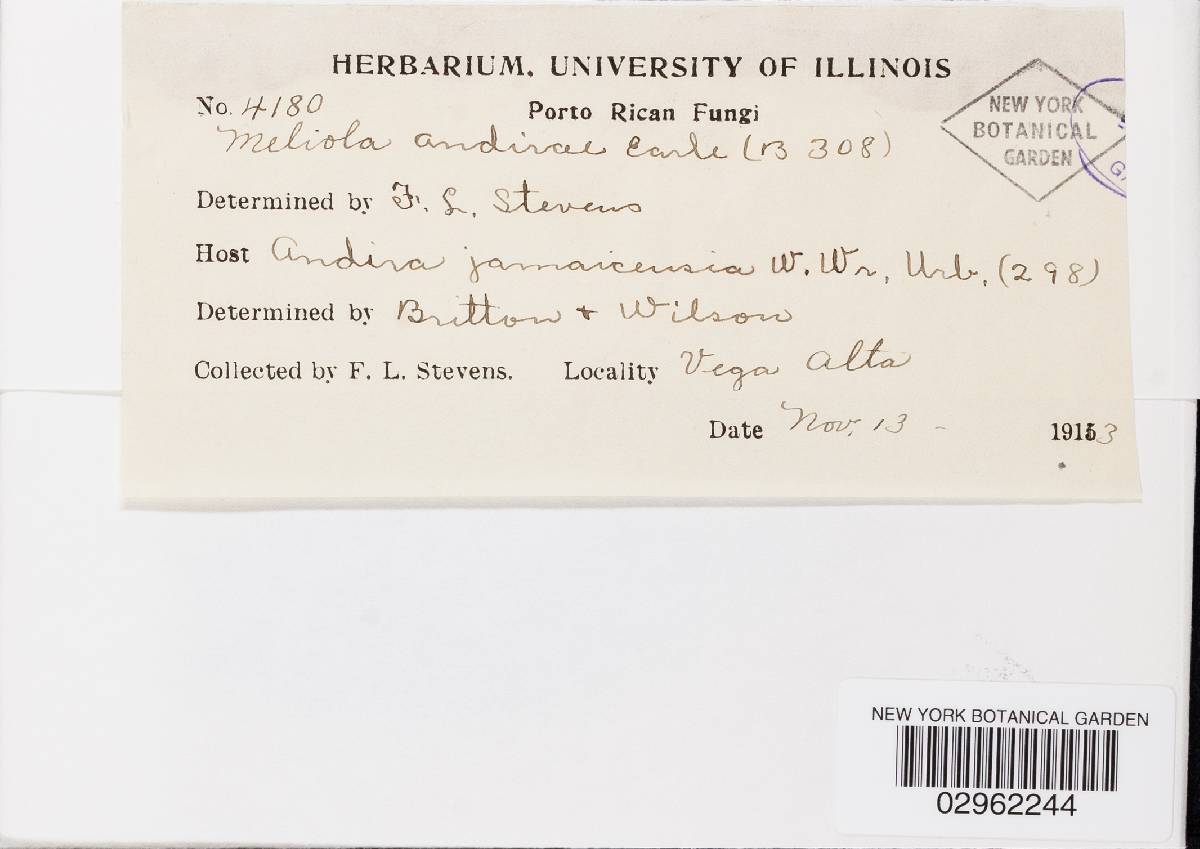 HERBARIUM, UNIVERSITY OF ILLINOIS
No. 4180
Porto Rican Fungi
Meliola andirae Earle (B 308)
Determined by F. L. Stevens
Host Andira jamaicensis W. Wr, Urb, (298)
Determined by Britton + Wilson
Collected by F. L. Stevens. Locality Vega Alta
Date Nov, 13 - 1913
NEW YORK
BOTANICAL
GARDEN
NEW YORK BOTANICAL GARDEN
02962244